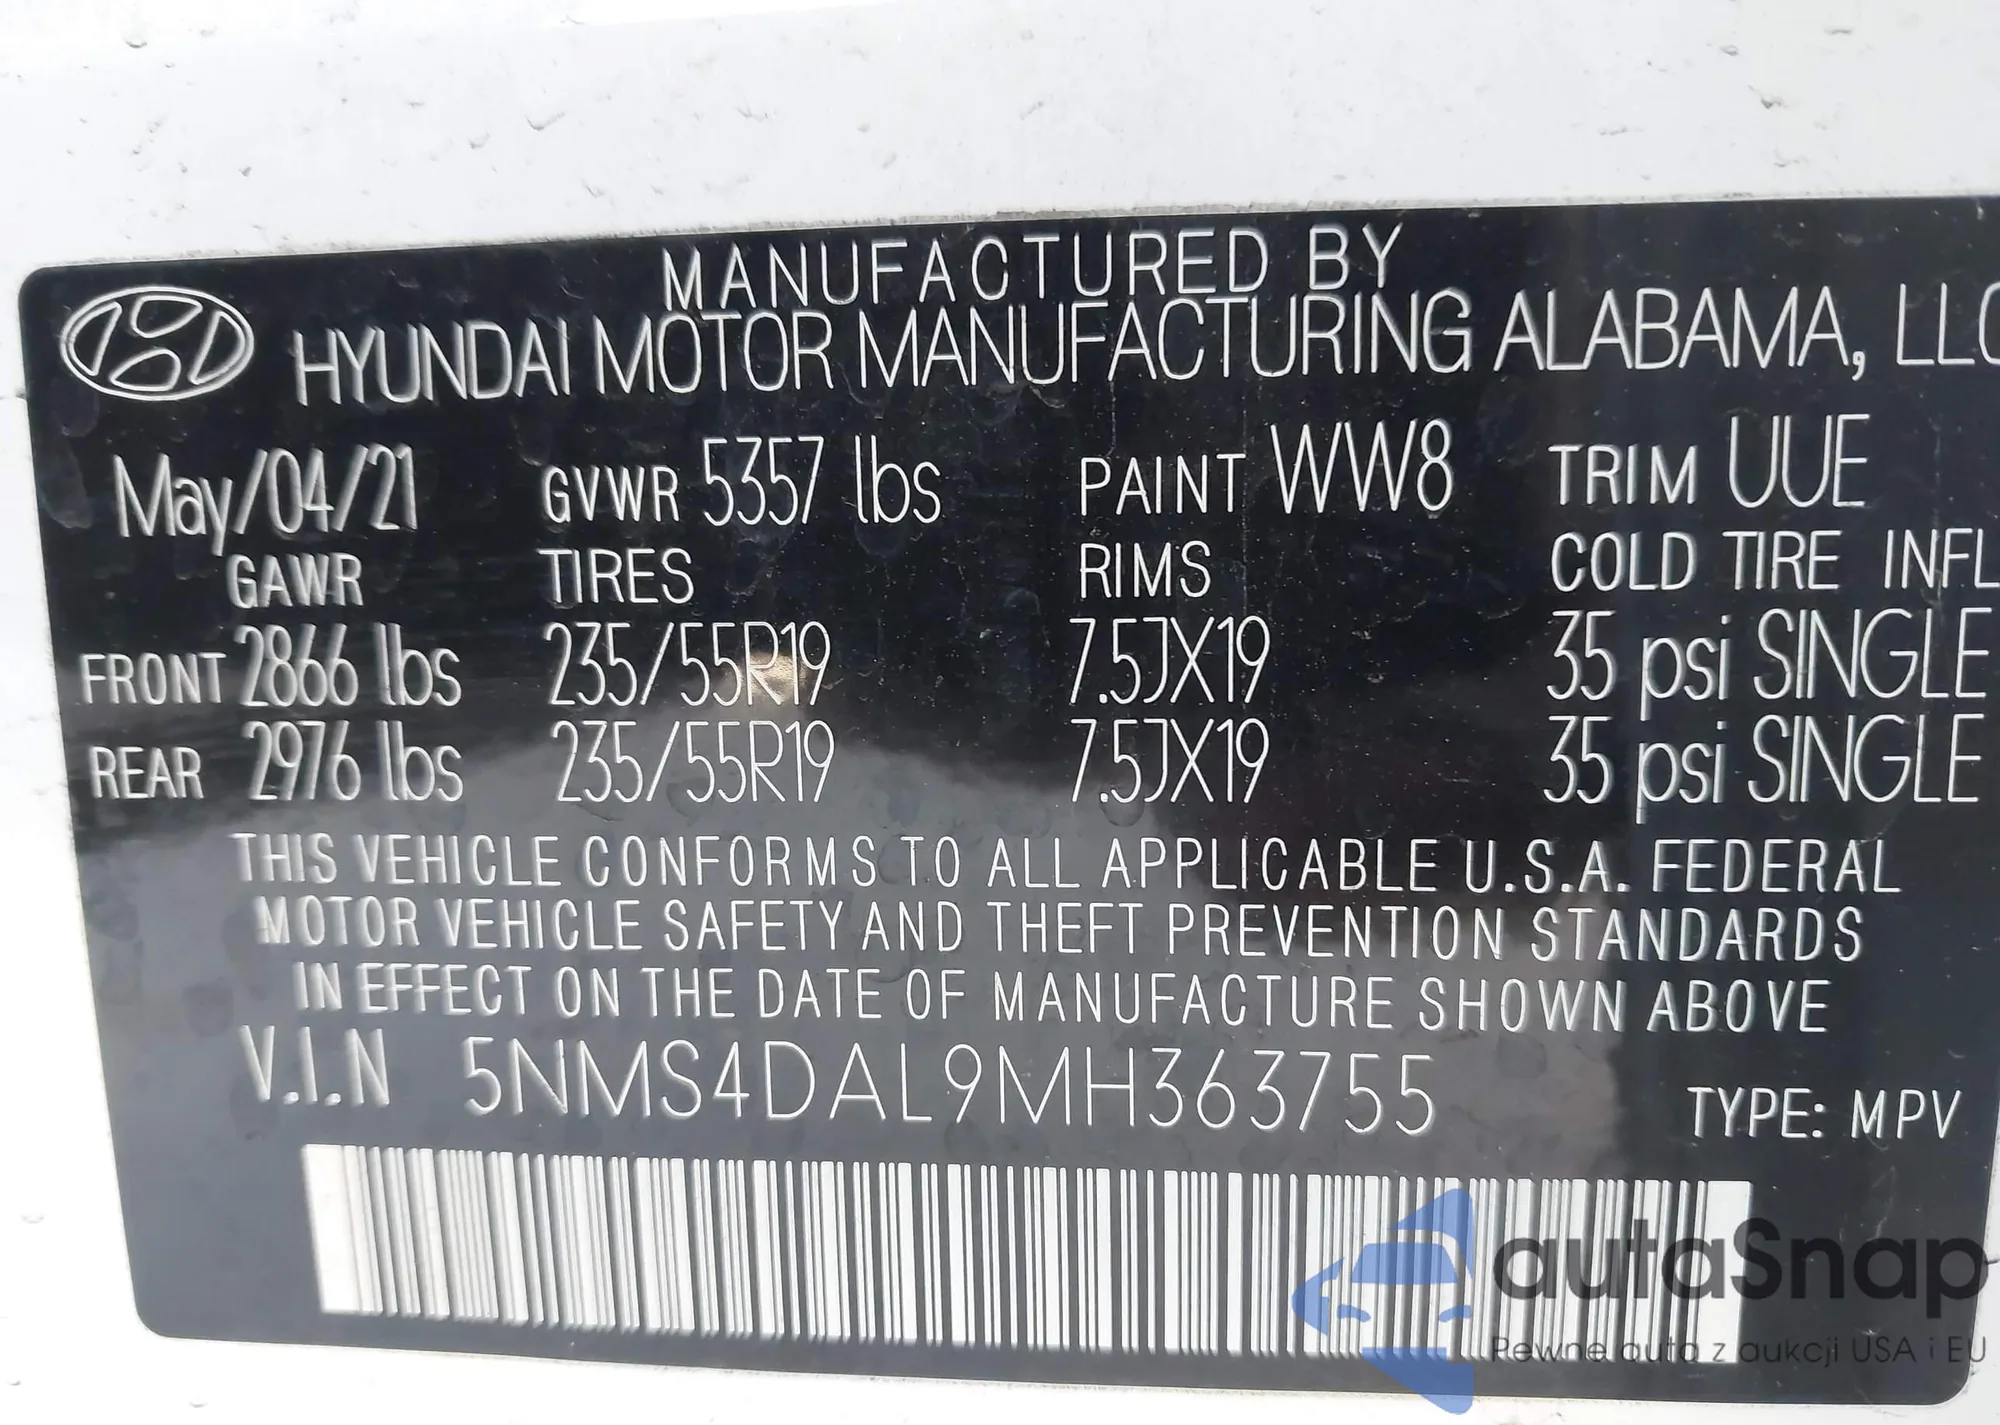 MANUFACTURED BY
HYUNDAI MOTOR MANUFACTURING ALABAMA, LLC
May/04/21 GVWR 5357 lbs PAINT WW8 TRIM UUE
GAWR TIRES RIMS COLD TIRE INFL
FRONT 2866 lbs 235/55R19 7.5JX19 35 psi SINGLE
REAR 2976 lbs 235/55R19 7.5JX19 35 psi SINGLE
THIS VEHICLE CONFORMS TO ALL APPLICABLE U.S.A. FEDERAL
MOTOR VEHICLE SAFETY AND THEFT PREVENTION STANDARDS
IN EFFECT ON THE DATE OF MANUFACTURE SHOWN ABOVE
V.I.N 5NMS4DAL9MH363755
TYPE: MPV
autaSnap
Pewne auta z aukcji USA i EU